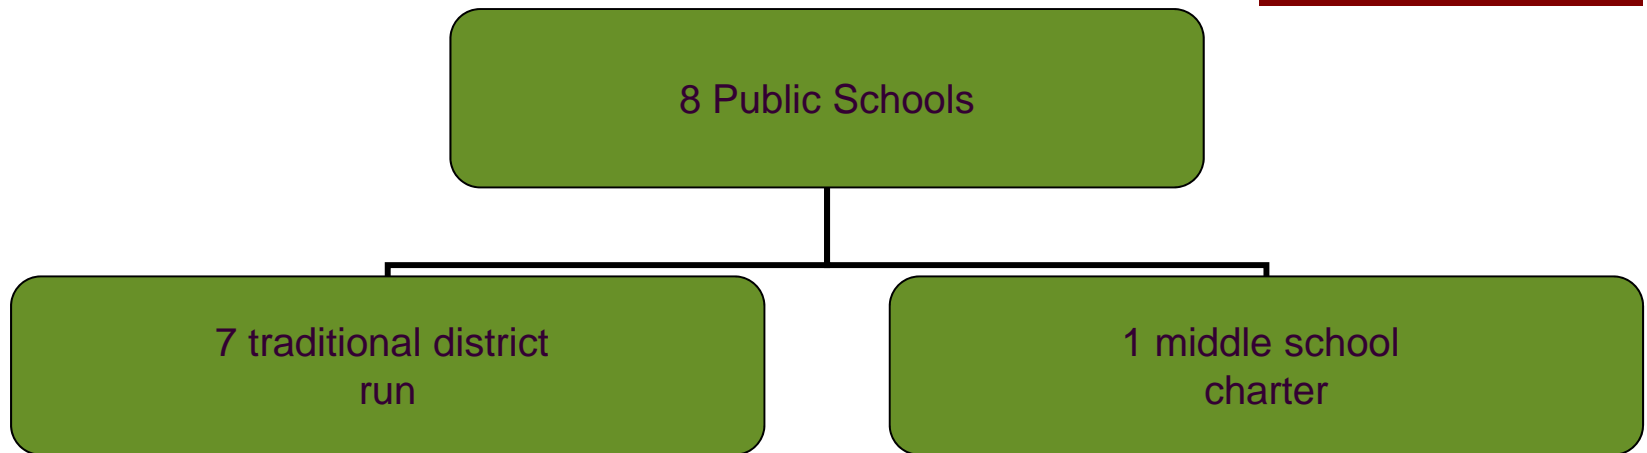 8 Public Schools
7 traditional district
run
1 middle school
charter